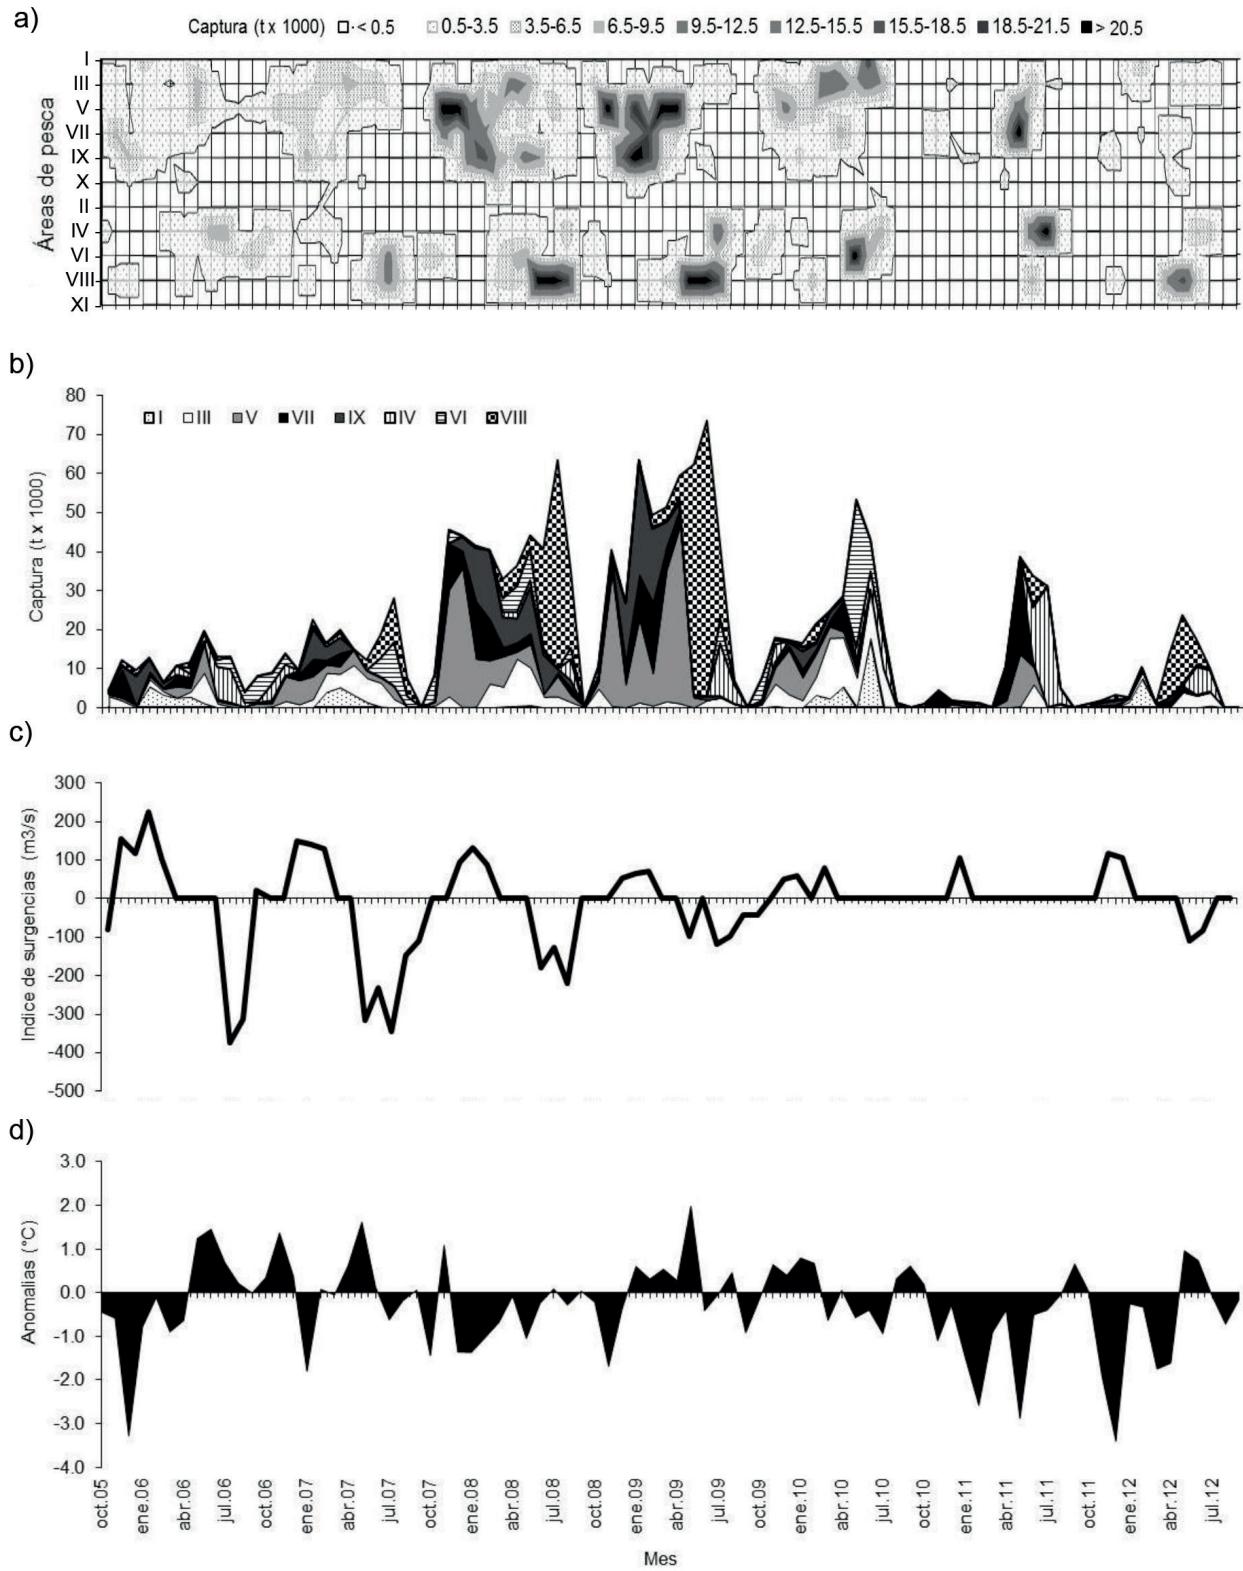 a)
Captura (t x 1000) < 0.5 0.5-3.5 3.5-6.5 6.5-9.5 9.5-12.5 12.5-15.5 15.5-18.5 18.5-21.5 > 20.5
Áreas de pesca
I
III
V
VII
IX
X
II
IV
VI
VIII
XI
b)
Captura (t x 1000)
80
70
60
50
40
30
20
10
0
I III V VII IX IV VI VIII
c)
Indice de surgencias (m3/s)
300
200
100
0
-100
-200
-300
-400
-500
d)
Anomalias (°C)
3.0
2.0
1.0
0.0
-1.0
-2.0
-3.0
-4.0
oct.05 ene.06 abr.06 jul.06 oct.06 ene.07 abr.07 jul.07 oct.07 ene.08 abr.08 jul.08 oct.08 ene.09 abr.09 jul.09 oct.09 ene.10 abr.10 jul.10 oct.10 ene.11 abr.11 jul.11 oct.11 ene.12 abr.12 jul.12
Mes